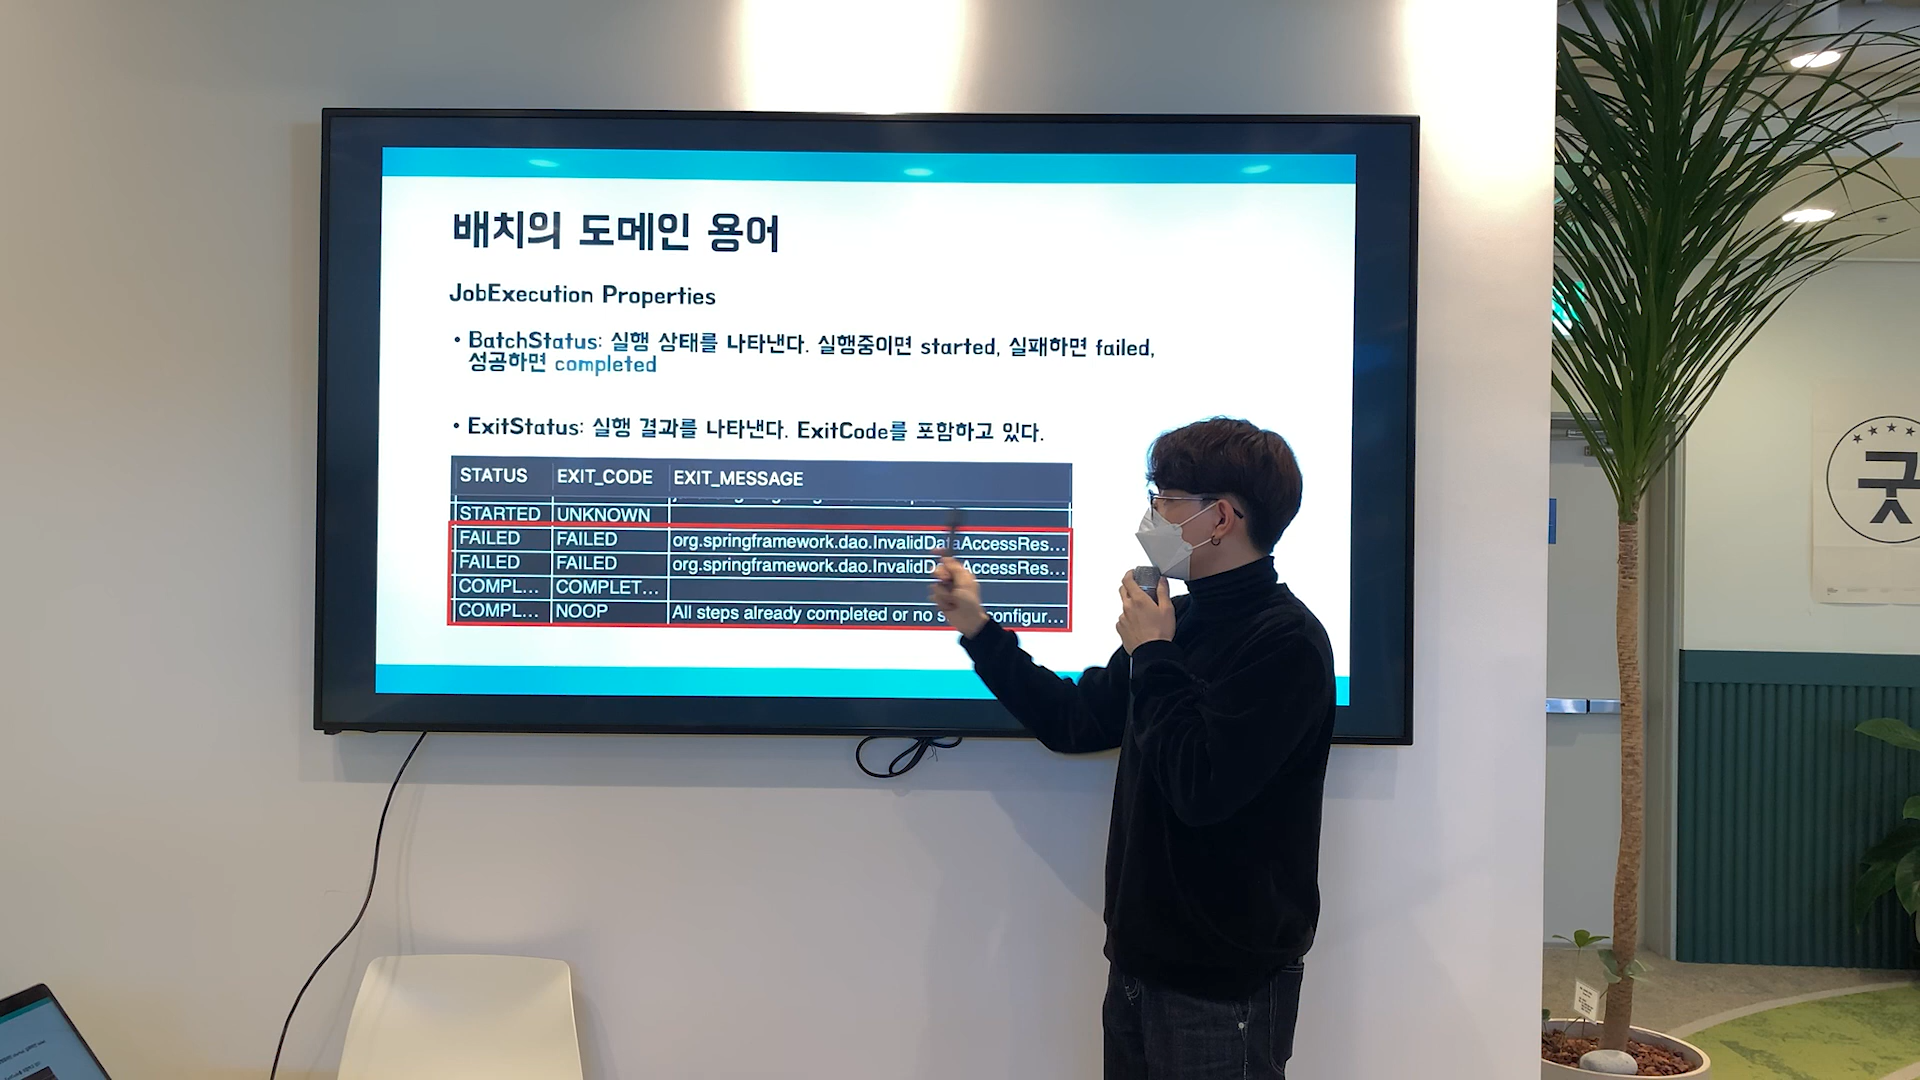 배치의 도메인 용어
JobExecution Properties
• BatchStatus: 실행 상태를 나타낸다. 실행중이면 started, 실패하면 failed,
성공하면 completed
• ExitStatus: 실행 결과를 나타낸다. ExitCode를 포함하고 있다.
STATUS EXIT_CODE EXIT_MESSAGE
STARTED UNKNOWN
FAILED FAILED org.springframework.dao.InvalidDataAccessRes...
FAILED FAILED org.springframework.dao.InvalidDataAccessRes...
COMPL... COMPLET...
COMPL... NOOP All steps already completed or no configur...
굿